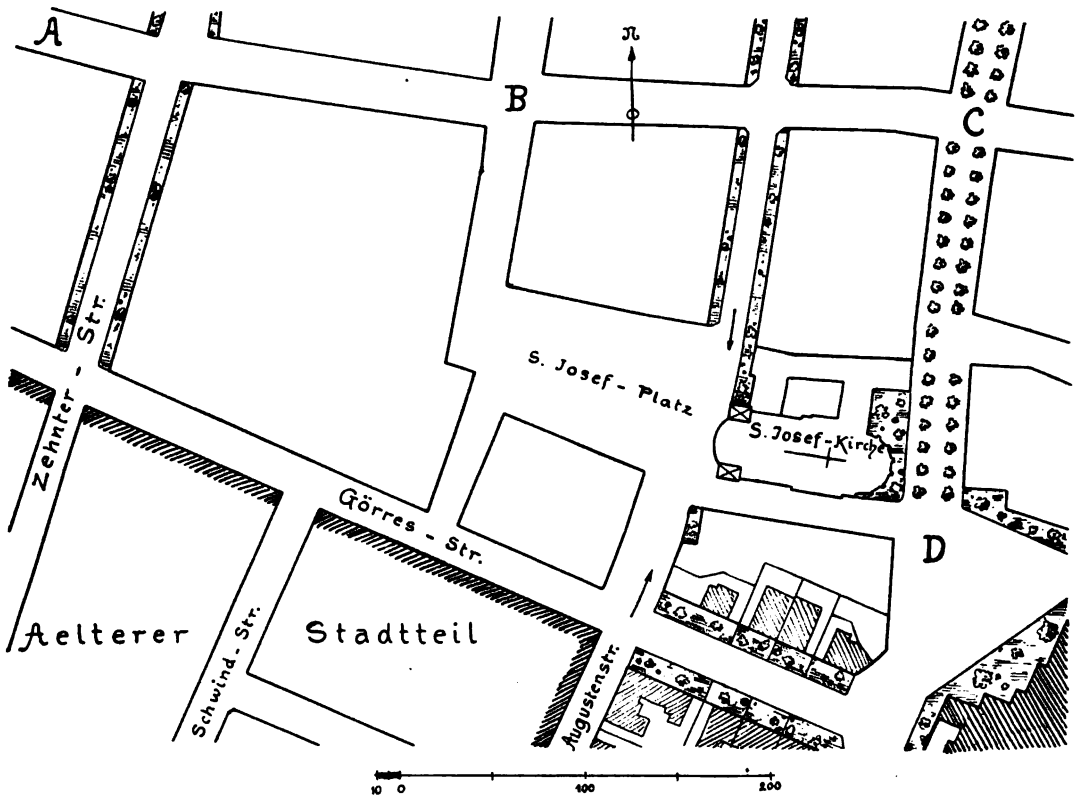 A
n
B
C
Zehnter - Str.
S. Josef - Platz
S. Josef - Kirche
Görres - Str.
D
Aelterer Stadtteil
Schwind - Str.
Augustenstr.
10 0 100 200